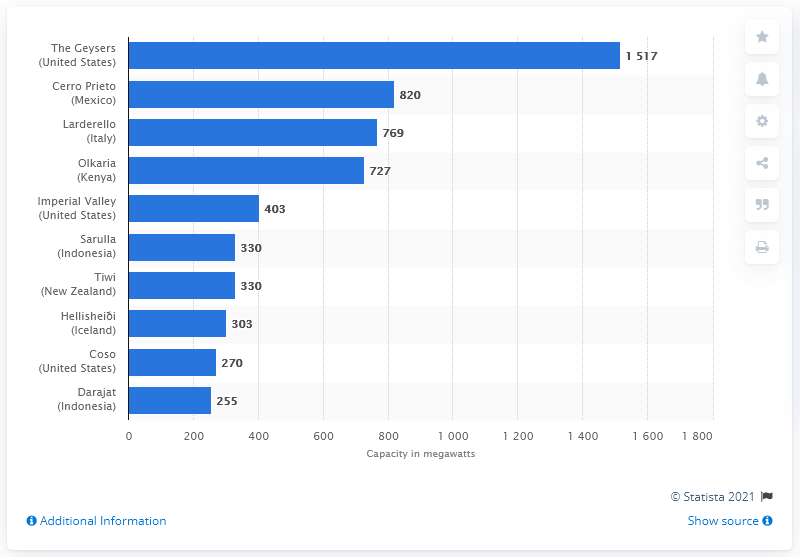 The Geysers
(United States)
1 517
Cerro Prieto
(Mexico)
820
Larderello
(Italy)
769
Olkaria
(Kenya)
727
Imperial Valley
(United States)
403
Sarulla
(Indonesia)
330
Tiwi
(New Zealand)
330
Hellisheiði
(Iceland)
303
Coso
(United States)
270
Darajat
(Indonesia)
255
0 200 400 600 800 1 000 1 200 1 400 1 600 1 800
Capacity in megawatts
© Statista 2021
Additional Information
Show source